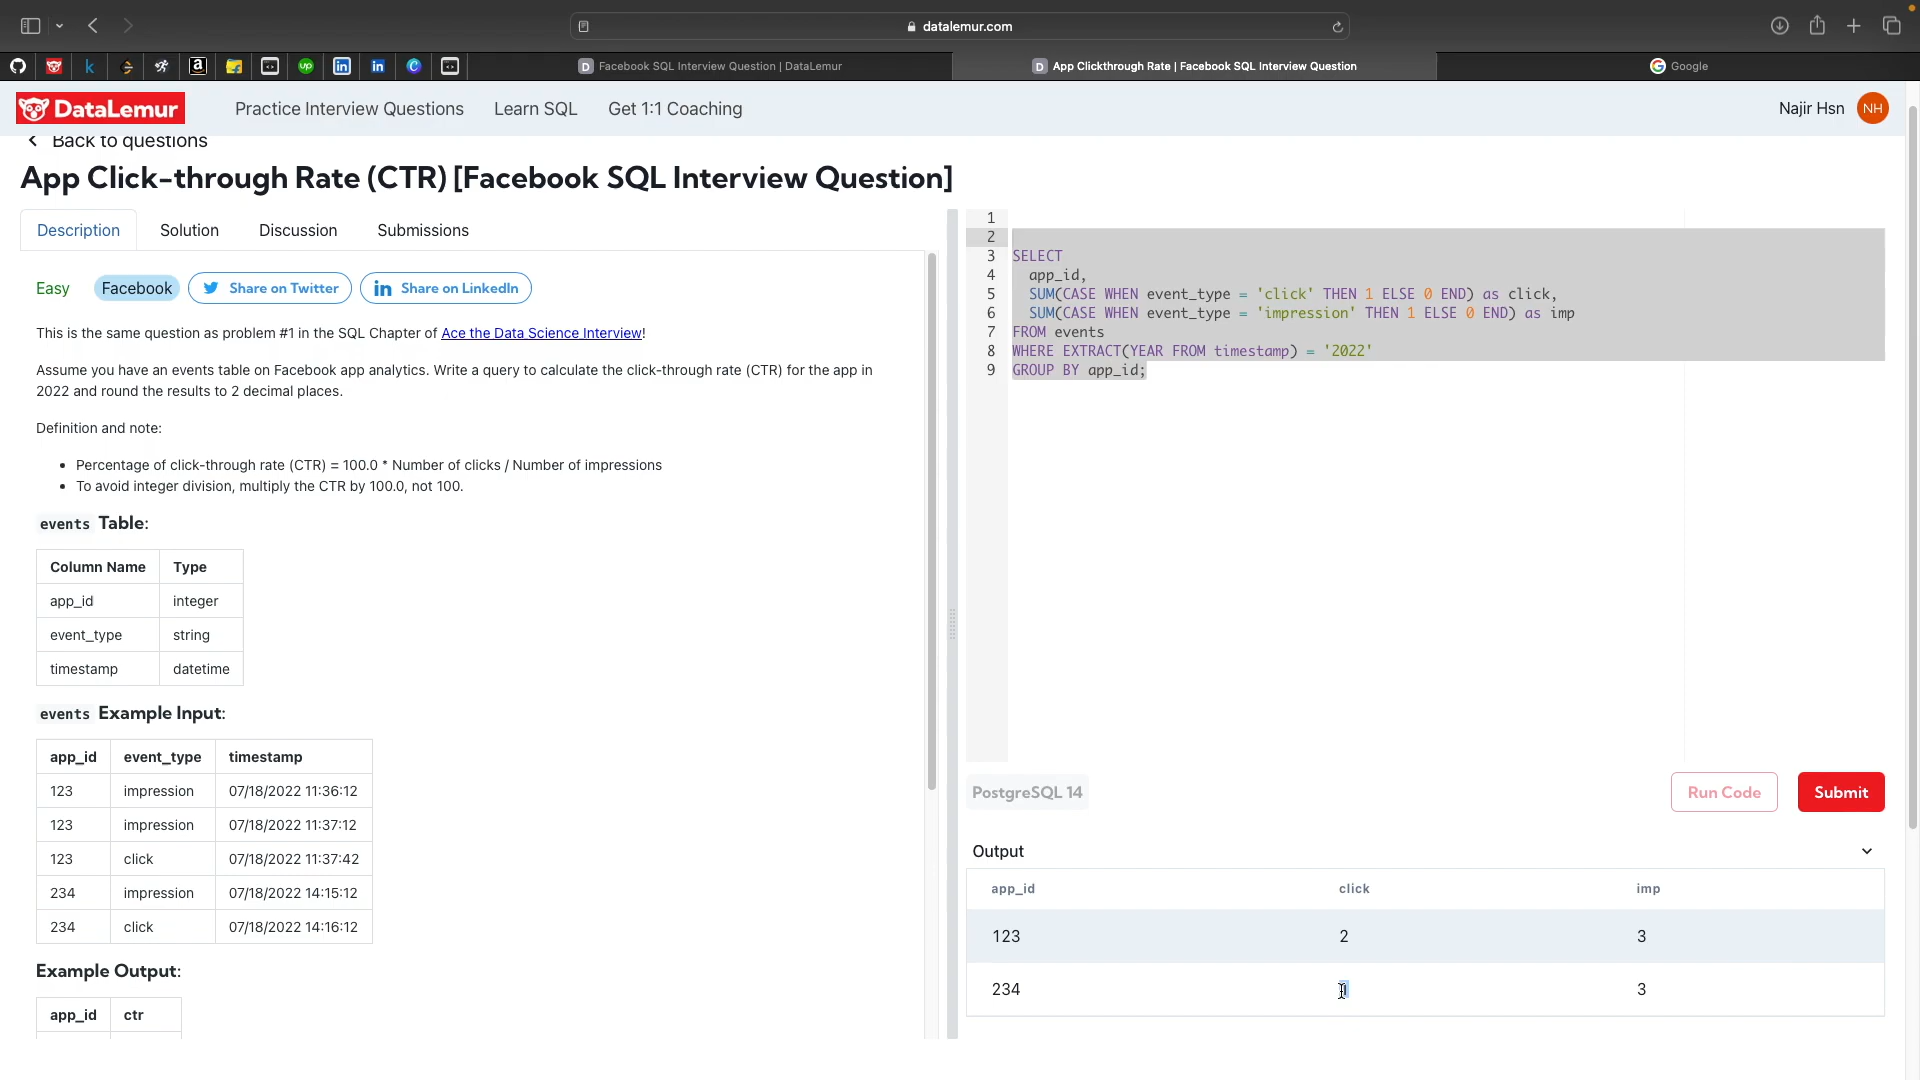 datalemur.com
Facebook SQL Interview Question | DataLemur
App Clickthrough Rate | Facebook SQL Interview Question
Google
DataLemur
Practice Interview Questions
Learn SQL
Get 1:1 Coaching
Najir Hsn
NH
Back to questions
App Click-through Rate (CTR) [Facebook SQL Interview Question]
Description
Solution
Discussion
Submissions
Easy
Facebook
Share on Twitter
Share on LinkedIn
This is the same question as problem #1 in the SQL Chapter of Ace the Data Science Interview!
Assume you have an events table on Facebook app analytics. Write a query to calculate the click-through rate (CTR) for the app in
2022 and round the results to 2 decimal places.
Definition and note:
• Percentage of click-through rate (CTR) = 100.0 * Number of clicks / Number of impressions
• To avoid integer division, multiply the CTR by 100.0, not 100.
events Table:
Column Name Type
app_id integer
event_type string
timestamp datetime
events Example Input:
app_id event_type timestamp
123 impression 07/18/2022 11:36:12
123 impression 07/18/2022 11:37:12
123 click 07/18/2022 11:37:42
234 impression 07/18/2022 14:15:12
234 click 07/18/2022 14:16:12
Example Output:
app_id ctr
1
2
3 SELECT
4 app_id,
5 SUM(CASE WHEN event_type = 'click' THEN 1 ELSE 0 END) as click,
6 SUM(CASE WHEN event_type = 'impression' THEN 1 ELSE 0 END) as imp
7 FROM events
8 WHERE EXTRACT(YEAR FROM timestamp) = '2022'
9 GROUP BY app_id;
PostgreSQL 14
Run Code
Submit
Output
app_id click imp
123 2 3
234 1 3